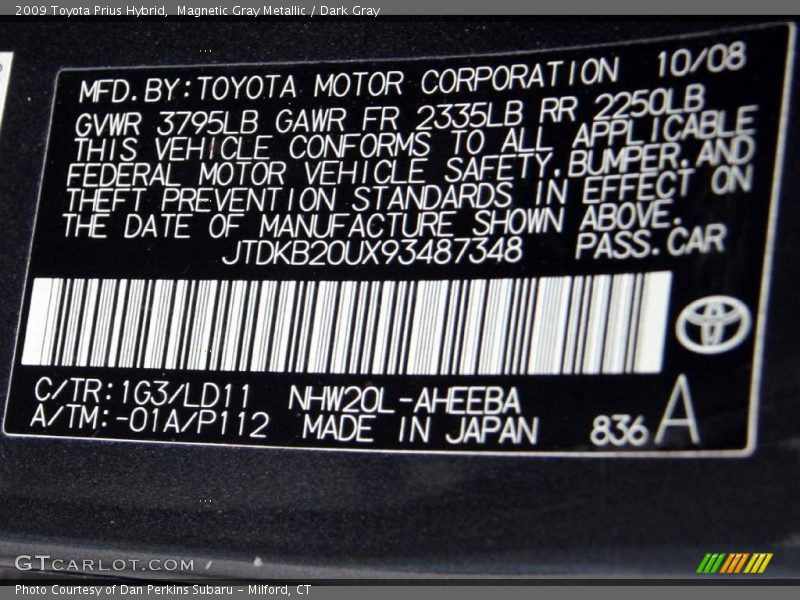 2009 Toyota Prius Hybrid,  Magnetic Gray Metallic / Dark Gray
MFD. BY: TOYOTA MOTOR CORPORATION 10/08
GVWR 3795LB GAWR FR 2335LB RR 2250LB
THIS VEHICLE CONFORMS TO ALL APPLICABLE
FEDERAL MOTOR VEHICLE SAFETY, BUMPER, AND
THEFT PREVENTION STANDARDS IN EFFECT ON
THE DATE OF MANUFACTURE SHOWN ABOVE.
JTDKB20UX93487348 PASS. CAR
C/TR: 1G3/LD11 NHW20L-AHEEBA
A/TM: -01A/P112 MADE IN JAPAN 836 A
GTCARLOT.COM
Photo Courtesy of Dan Perkins Subaru - Milford, CT